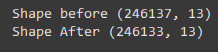 Shape before (246137, 13)
Shape After (246133, 13)